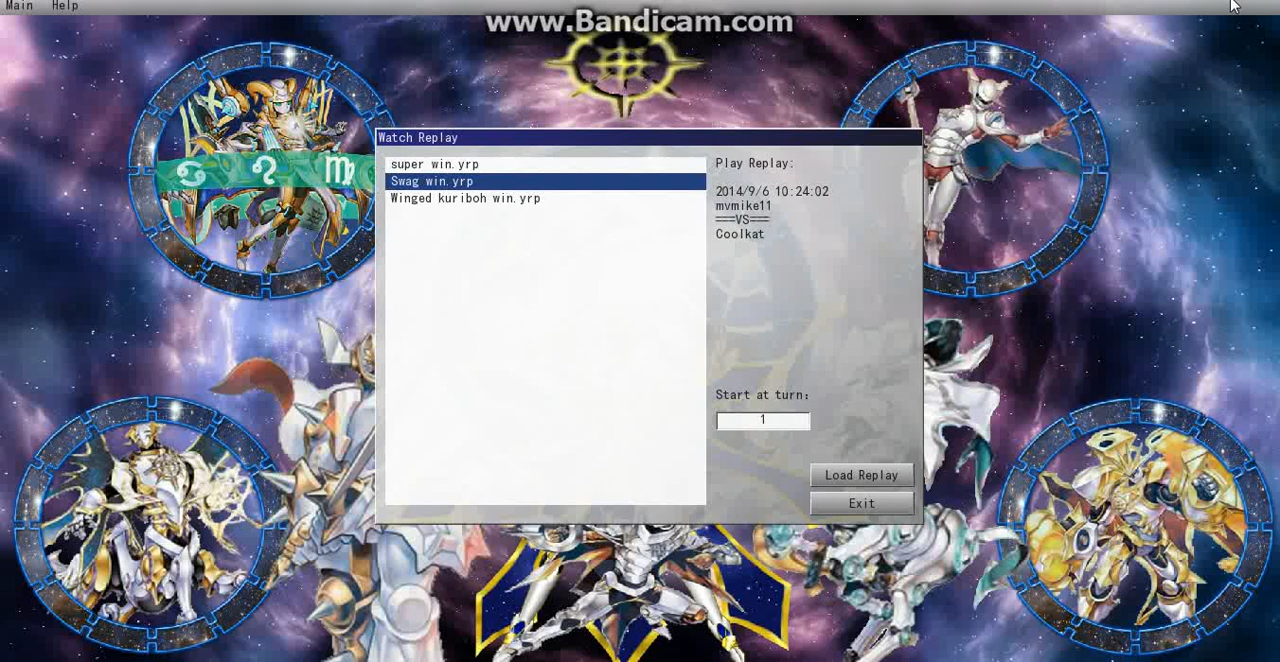 Main Help
www.Bandicam.com
Watch Replay
super win.yrp
Swag win.yrp
Winged kuriboh win.yrp
Play Replay:
2014/9/6 10:24:02
mvmike11
===VS===
Coolkat
Start at turn:
1
Load Replay
Exit